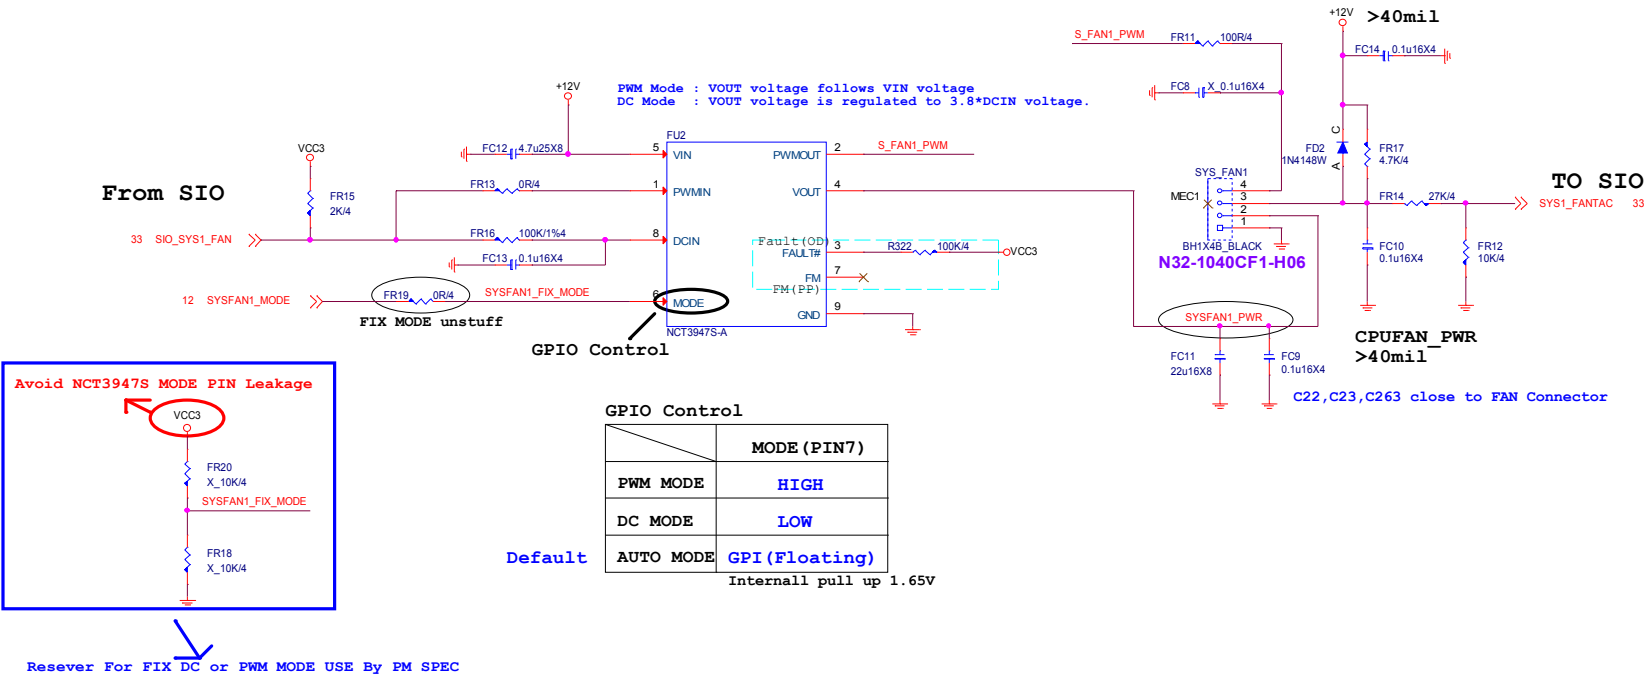 +12V >40mil
S_FAN1_PWM FR11 100R/4
FC14 0.1u16X4
+12V
PWM Mode : VOUT voltage follows VIN voltage
DC Mode : VOUT voltage is regulated to 3.8*DCIN voltage.
FC8 X_0.1u16X4
FU2
VCC3
FC12 4.7u25X8
5 VIN
PWMOUT 2
S_FAN1_PWM
C
FD2
1N4148W
A
FR17
4.7K/4
SYS_FAN1
From SIO
FR15
2K/4
FR13 0R/4
1 PWMIN
VOUT 4
MEC1
4
3
2
1
FR14 27K/4
TO SIO
SYS1_FANTAC 33
33 SIO_SYS1_FAN
FR16 100K/1%4
8 DCIN
Fault(OD)
FAULT#
3
R322 100K/4
VCC3
BH1X4B_BLACK
N32-1040CF1-H06
FC10
0.1u16X4
FR12
10K/4
FC13 0.1u16X4
FM
7
FM(PP)
12 SYSFAN1_MODE
FR19 0R/4
SYSFAN1_FIX_MODE
6 MODE
FIX MODE unstuff
GND 9
NCT3947S-A
GPIO Control
SYSFAN1_PWR
CPUFAN_PWR
>40mil
FC11
22u16X8
FC9
0.1u16X4
C22,C23,C263 close to FAN Connector
Avoid NCT3947S MODE PIN Leakage
VCC3
FR20
X_10K/4
SYSFAN1_FIX_MODE
FR18
X_10K/4
GPIO Control
MODE(PIN7)
PWM MODE HIGH
DC MODE LOW
Default AUTO MODE GPI(Floating)
Internall pull up 1.65V
Resever For FIX DC or PWM MODE USE By PM SPEC